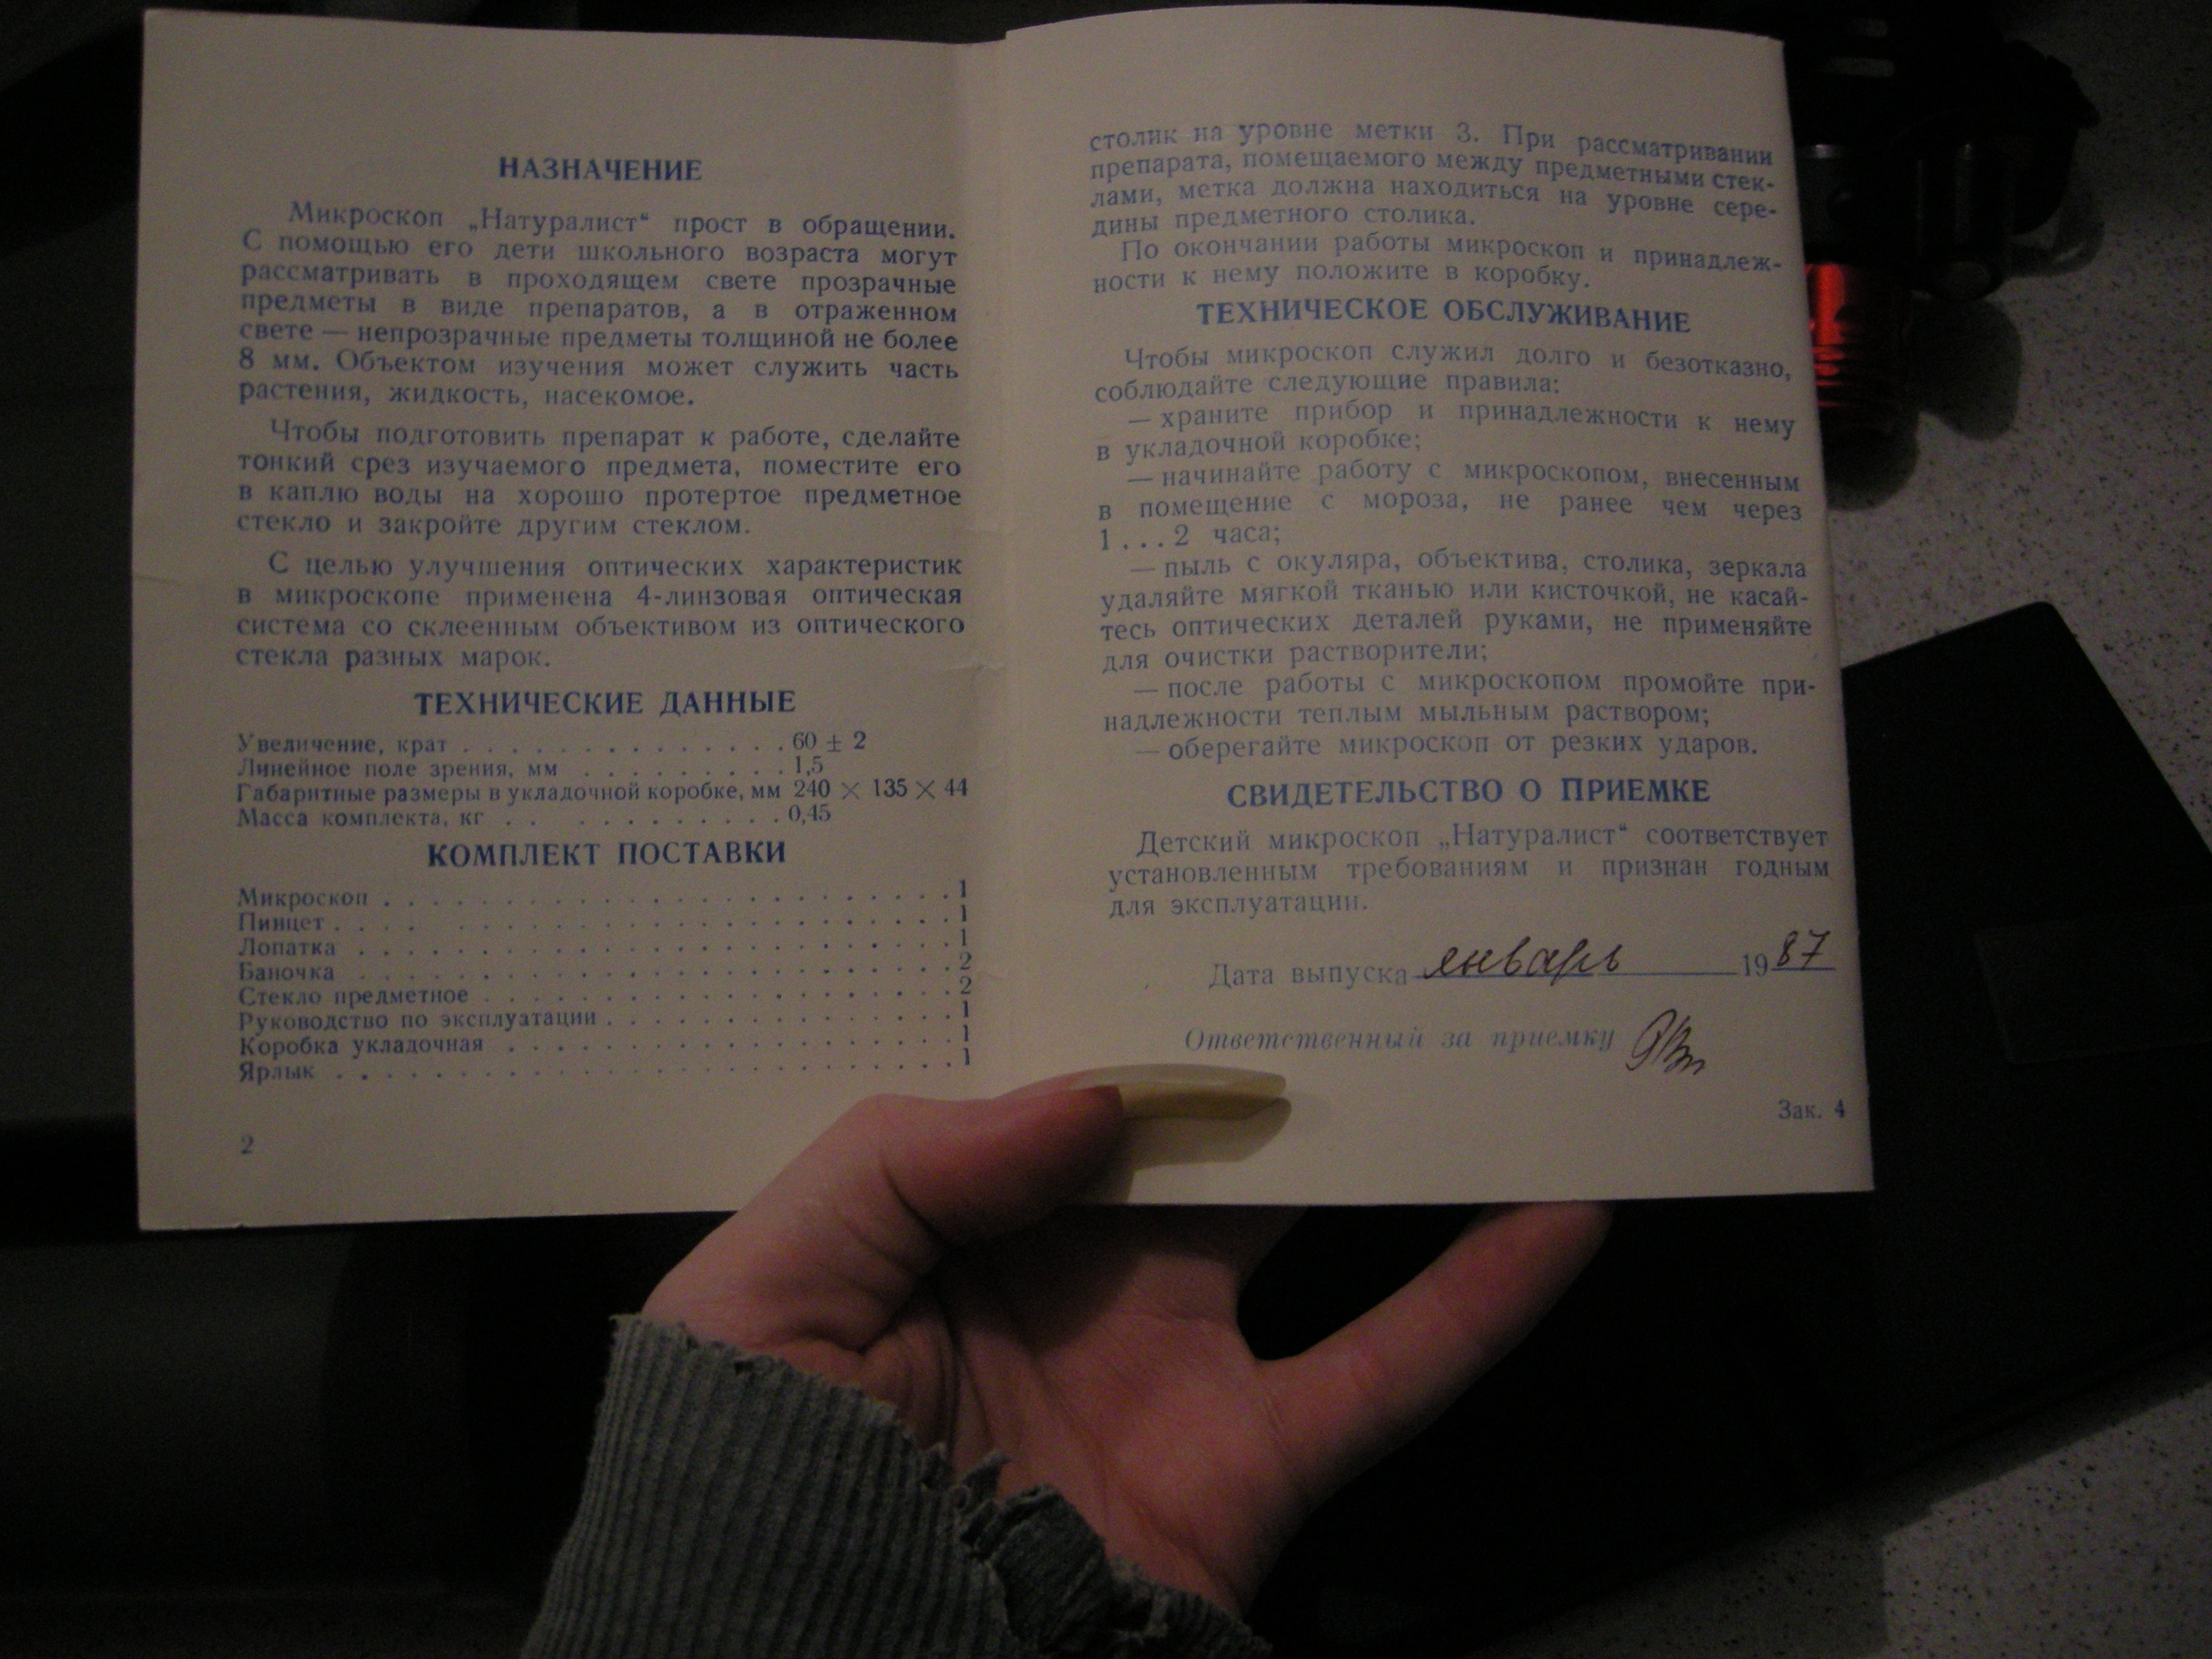 НАЗНАЧЕНИЕ
Микроскоп „Натуралист“ прост в обращении.
С помощью его дети школьного возраста могут
рассматривать в проходящем свете прозрачные
предметы в виде препаратов, а в отраженном
свете — непрозрачные предметы толщиной не более
8 мм. Объектом изучения может служить часть
растения, жидкость, насекомое.
Чтобы подготовить препарат к работе, сделайте
тонкий срез изучаемого предмета, поместите его
в каплю воды на хорошо протертое предметное
стекло и закройте другим стеклом.
С целью улучшения оптических характеристик
в микроскопе применена 4-линзовая оптическая
система со склеенным объективом из оптического
стекла разных марок.
ТЕХНИЧЕСКИЕ ДАННЫЕ
Увеличение, крат . . . . . . . . . . . . . . 60 ± 2
Линейное поле зрения, мм . . . . . . . . . 1,5
Габаритные размеры в укладочной коробке, мм 240 × 135 × 44
Масса комплекта, кг . . . . . . . . . . . 0,45
КОМПЛЕКТ ПОСТАВКИ
Микроскоп . . . . . . . . . . . . . . . . . . . . . . . . 1
Пинцет . . . . . . . . . . . . . . . . . . . . . . . . 1
Лопатка . . . . . . . . . . . . . . . . . . . . . . . . . 1
Баночка . . . . . . . . . . . . . . . . . . . . . . . . . 2
Стекло предметное . . . . . . . . . . . . . . . . . . . . 2
Руководство по эксплуатации . . . . . . . . . . . . . . . 1
Коробка укладочная . . . . . . . . . . . . . . . . . . . 1
Ярлык . . . . . . . . . . . . . . . . . . . . . . . . . . 1
2
столик на уровне метки 3. При рассматривании
препарата, помещаемого между предметными стек-
лами, метка должна находиться на уровне сере-
дины предметного столика.
По окончании работы микроскоп и принадлеж-
ности к нему положите в коробку.
ТЕХНИЧЕСКОЕ ОБСЛУЖИВАНИЕ
Чтобы микроскоп служил долго и безотказно,
соблюдайте следующие правила:
— храните прибор и принадлежности к нему
в укладочной коробке;
— начинайте работу с микроскопом, внесенным
в помещение с мороза, не ранее чем через
1 . . . 2 часа;
— пыль с окуляра, объектива, столика, зеркала
удаляйте мягкой тканью или кисточкой, не касай-
тесь оптических деталей руками, не применяйте
для очистки растворители;
— после работы с микроскопом промойте при-
надлежности теплым мыльным раствором;
— оберегайте микроскоп от резких ударов.
СВИДЕТЕЛЬСТВО О ПРИЕМКЕ
Детский микроскоп „Натуралист“ соответствует
установленным требованиям и признан годным
для эксплуатации.
Дата выпуска январь 1987
Ответственный за приемку
Зак. 4